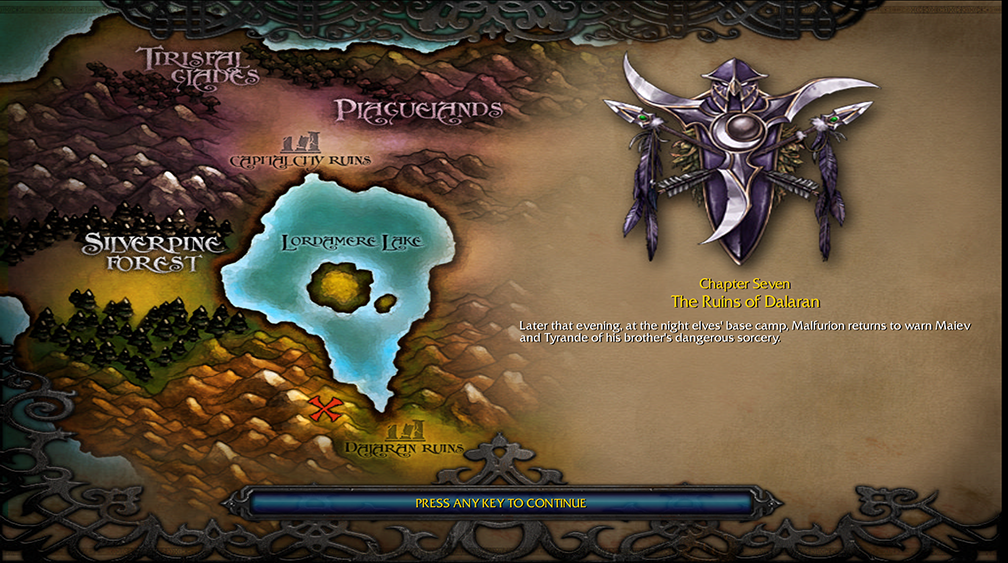 Tirisfal
Glades
Plaguelands
Capital City Ruins
Silverpine
Forest
Lordamere Lake
Dalaran Ruins
Chapter Seven
The Ruins of Dalaran
Later that evening, at the night elves' base camp, Malfurion returns to warn Maiev
and Tyrande of his brother's dangerous sorcery.
PRESS ANY KEY TO CONTINUE